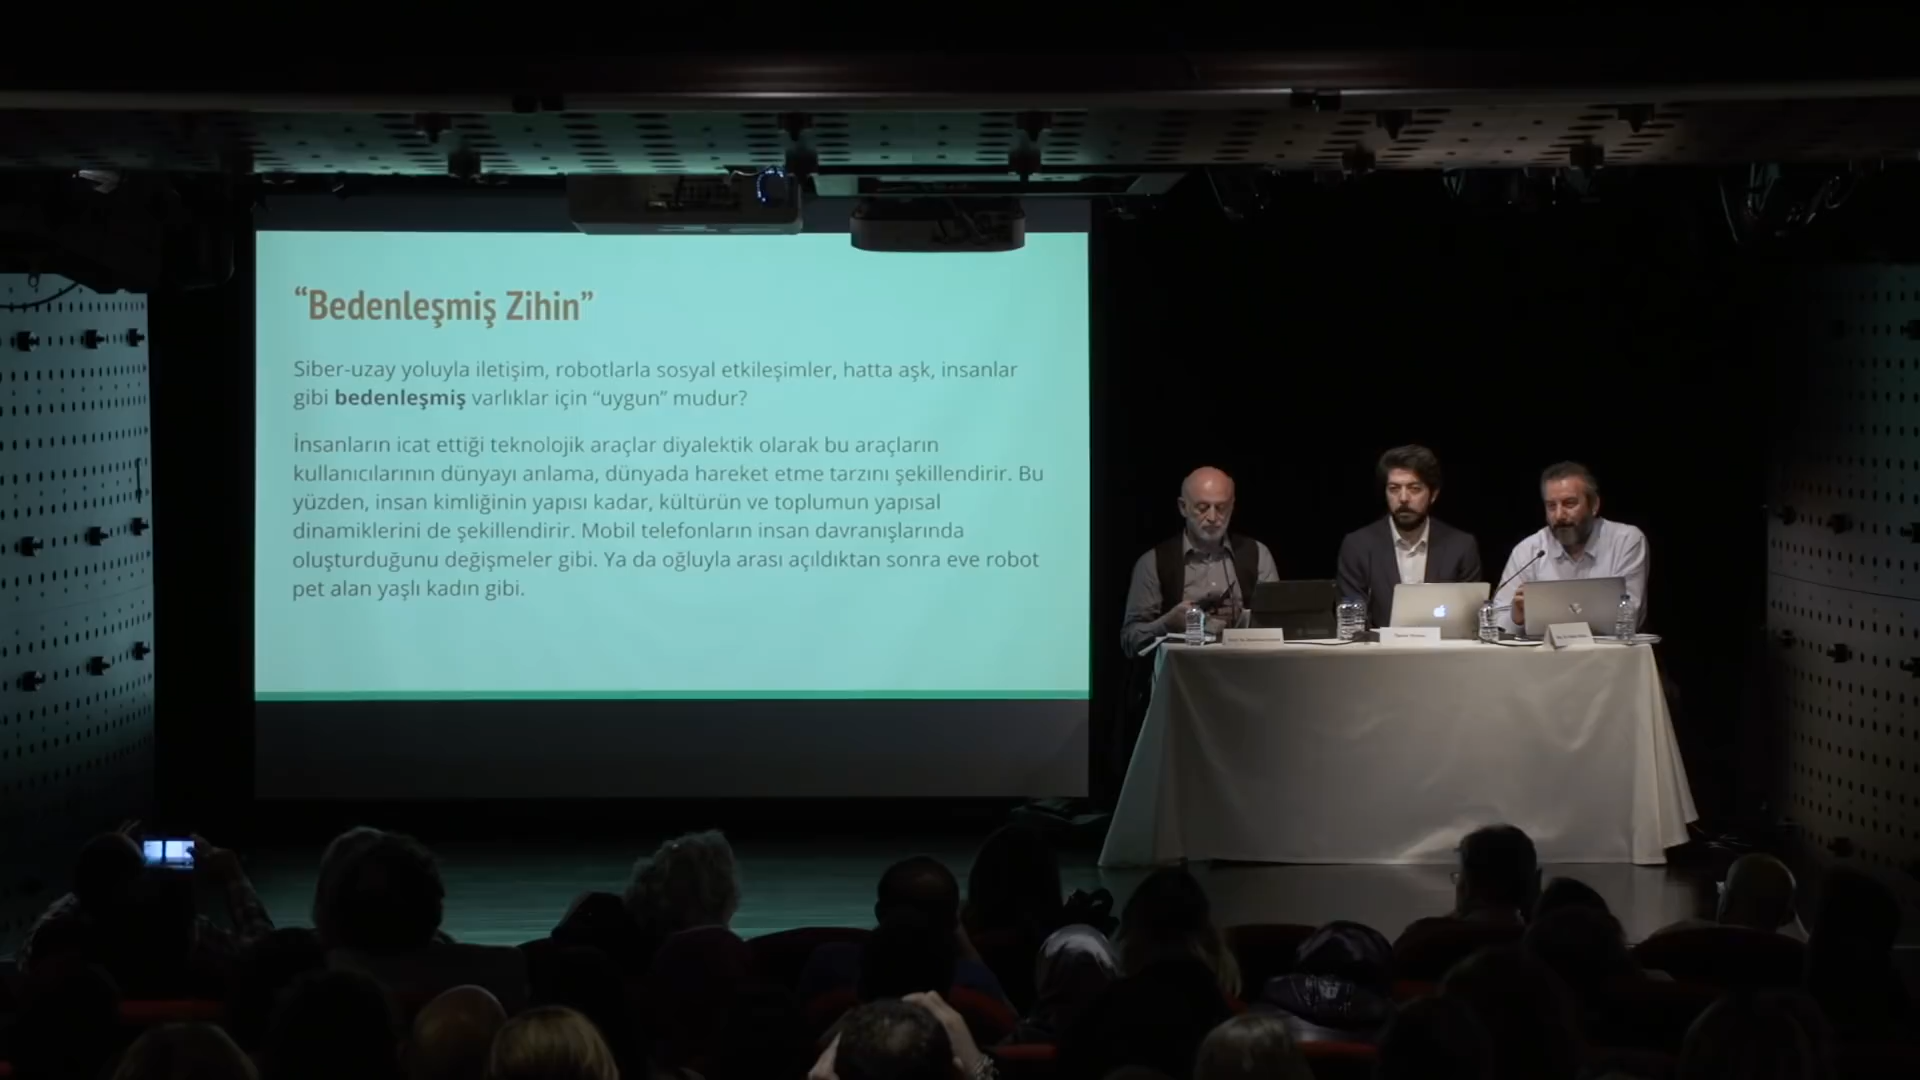 “Bedenleşmiş Zihin”
Siber-uzay yoluyla iletişim, robotlarla sosyal etkileşimler, hatta aşk, insanlar
gibi bedenleşmiş varlıklar için “uygun” mudur?
İnsanların icat ettiği teknolojik araçlar diyalektik olarak bu araçların
kullanıcılarının dünyayı anlama, dünyada hareket etme tarzını şekillendirir. Bu
yüzden, insan kimliğinin yapısı kadar, kültürün ve toplumun yapısal
dinamiklerini de şekillendirir. Mobil telefonların insan davranışlarında
oluşturduğunu değişmeler gibi. Ya da oğluyla arası açıldıktan sonra eve robot
pet alan yaşlı kadın gibi.